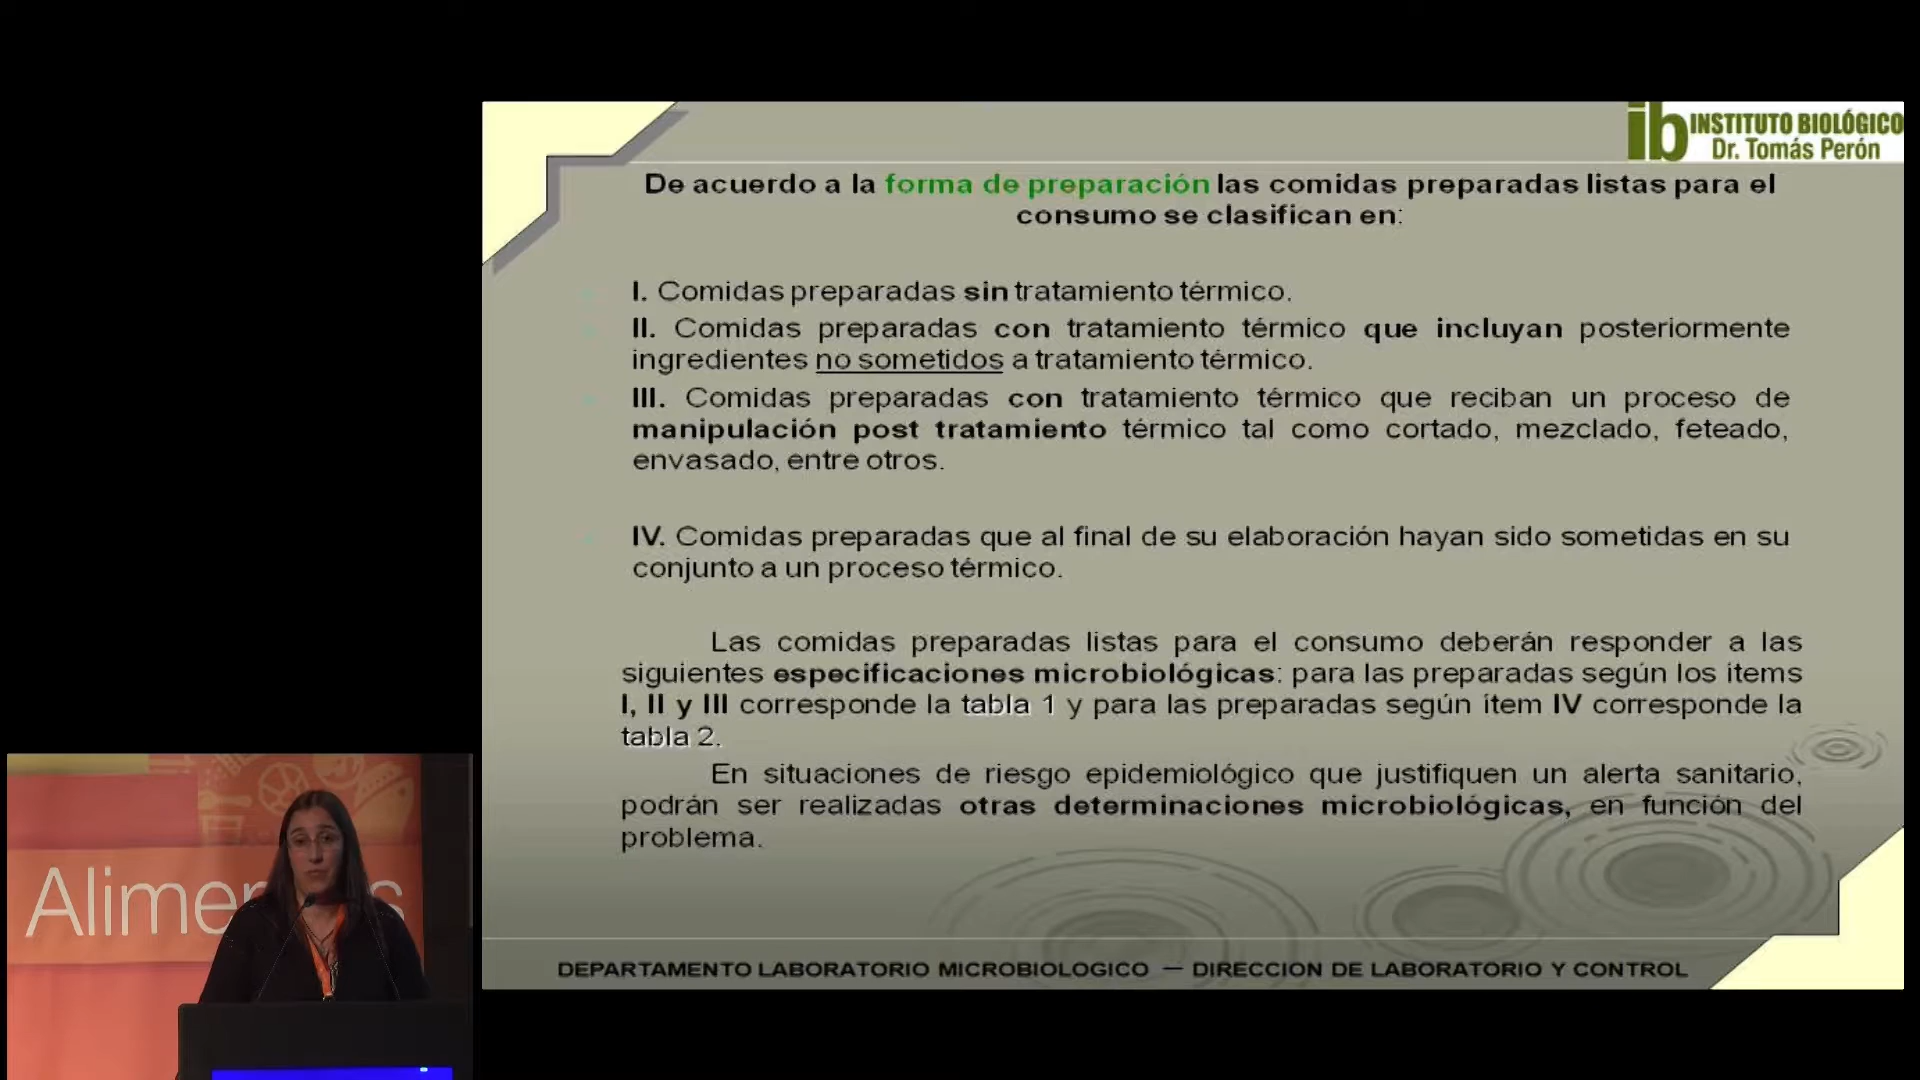 INSTITUTO BIOLÓGICO
Dr. Tomás Perón
De acuerdo a la forma de preparación las comidas preparadas listas para el
consumo se clasifican en:
I. Comidas preparadas sin tratamiento térmico.
II. Comidas preparadas con tratamiento térmico que incluyan posteriormente
ingredientes no sometidos a tratamiento térmico.
III. Comidas preparadas con tratamiento térmico que reciban un proceso de
manipulación post tratamiento térmico tal como cortado, mezclado, feteado,
envasado, entre otros.
IV. Comidas preparadas que al final de su elaboración hayan sido sometidas en su
conjunto a un proceso térmico.
Las comidas preparadas listas para el consumo deberán responder a las
siguientes especificaciones microbiológicas: para las preparadas según los ítems
I, II y III corresponde la tabla 1 y para las preparadas según ítem IV corresponde la
tabla 2.
En situaciones de riesgo epidemiológico que justifiquen un alerta sanitario,
podrán ser realizadas otras determinaciones microbiológicas, en función del
problema.
DEPARTAMENTO LABORATORIO MICROBIOLOGICO — DIRECCION DE LABORATORIO Y CONTROL